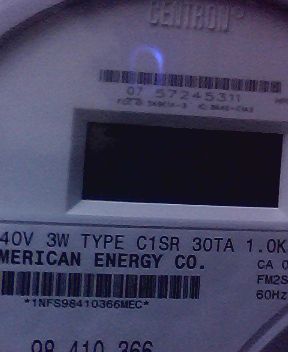 CENTRON®
07 57245311
40V 3W TYPE C1SR 30TA 1.0K
MERICAN ENERGY CO.
CA 0
FM2S
60Hz
*1NFS98410366MEC*
98 410 366